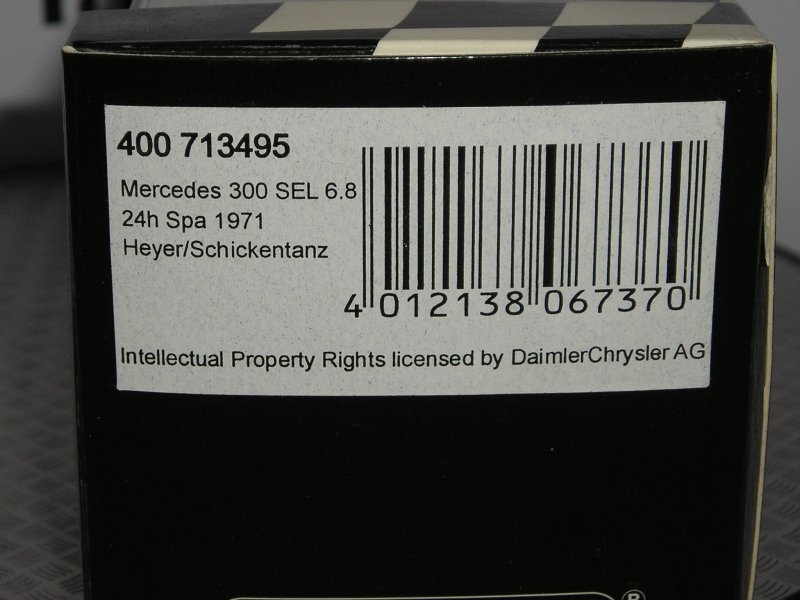 400 713495
Mercedes 300 SEL 6.8
24h Spa 1971
Heyer/Schickentanz
4 012138 067370
Intellectual Property Rights licensed by DaimlerChrysler AG
®